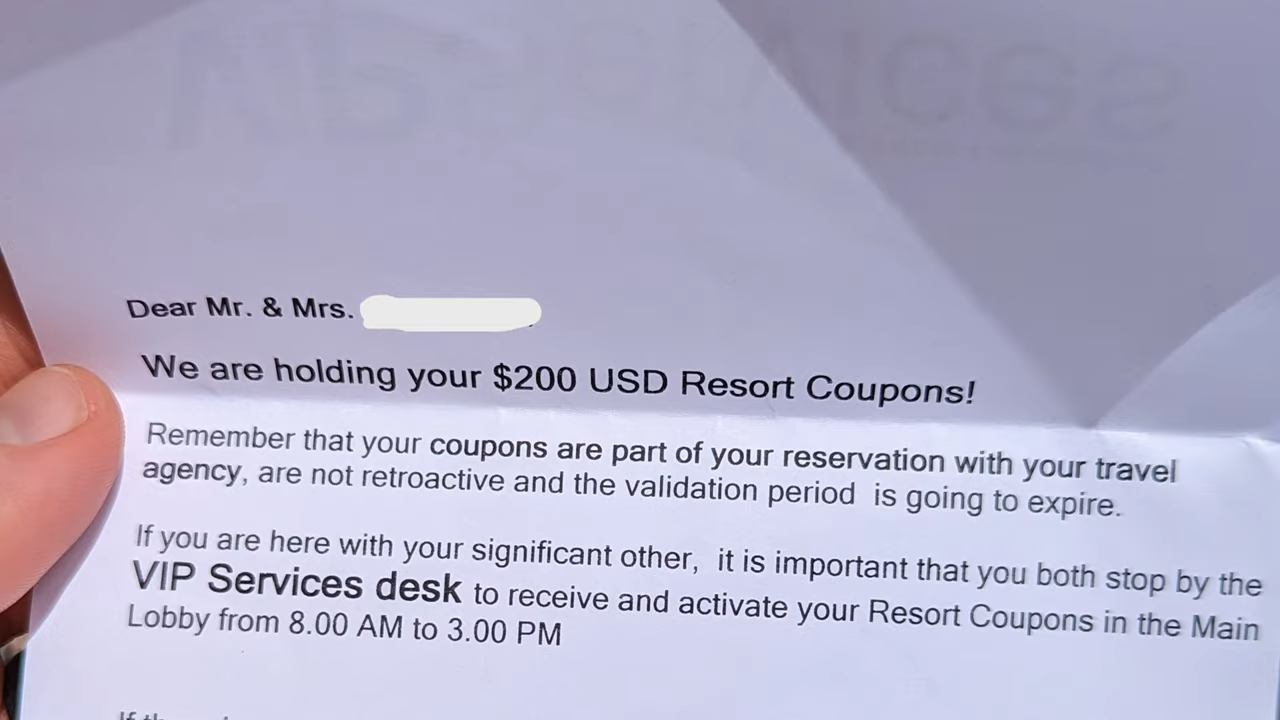 Dear Mr. & Mrs.
We are holding your $200 USD Resort Coupons!
Remember that your coupons are part of your reservation with your travel
agency, are not retroactive and the validation period is going to expire.
If you are here with your significant other, it is important that you both stop by the
VIP Services desk to receive and activate your Resort Coupons in the Main
Lobby from 8.00 AM to 3.00 PM